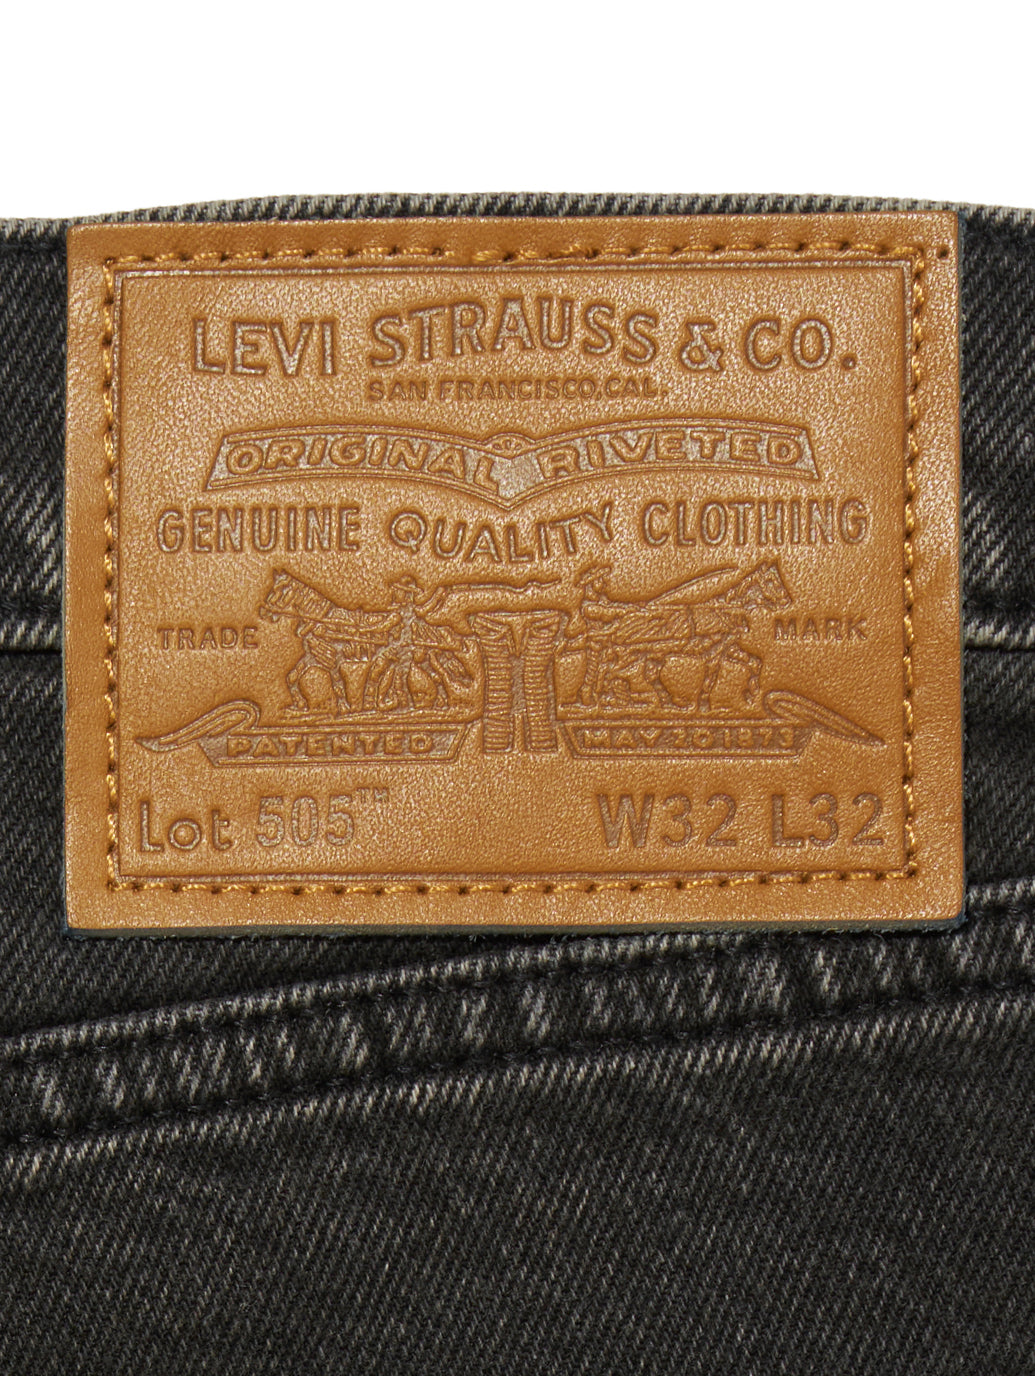 LEVI STRAUSS & CO.
SAN FRANCISCO, CAL.
ORIGINAL RIVETED
GENUINE QUALITY CLOTHING
TRADE MARK
PATENTED MAY 20 1873
Lot 505™ W32 L32